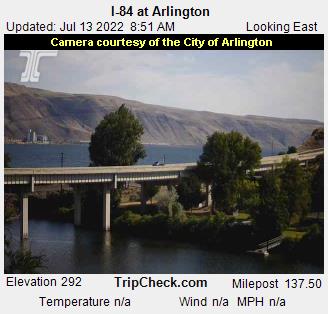 I-84 at Arlington
Updated: Jul 13 2022 8:51 AM Looking East
Camera courtesy of the City of Arlington
Elevation 292 TripCheck.com Milepost 137.50
Temperature n/a Wind n/a MPH n/a